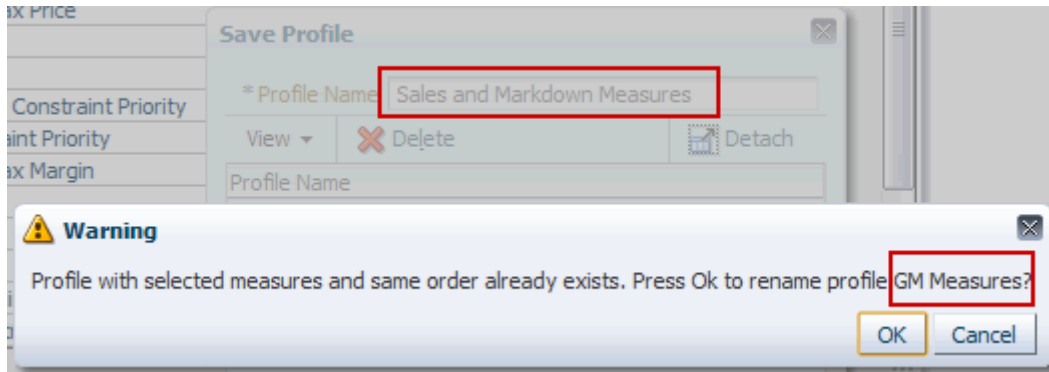 ax Price
Save Profile
* Profile Name Sales and Markdown Measures
Constraint Priority
aint Priority
View Delete Detach
ax Margin
Profile Name
Warning
Profile with selected measures and same order already exists. Press Ok to rename profile GM Measures?
OK Cancel